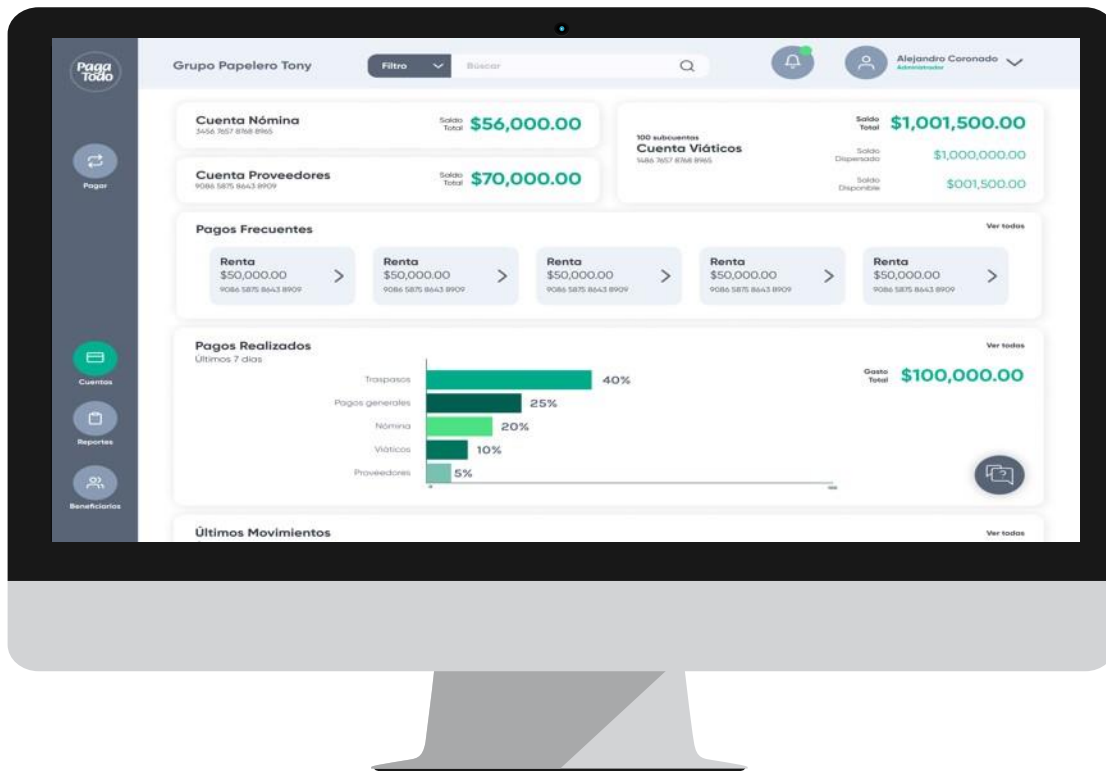 Paga
Todo
Grupo Papelero Tony
Filtro
Buscar
Alejandro Coronado
Administrador
Pagar
Cuentas
Reportes
Beneficiarios
Cuenta Nómina
3456 7657 8768 8965
Saldo
Total
$56,000.00
Cuenta Proveedores
9086 5875 8643 8909
Saldo
Total
$70,000.00
100 subcuentas
Cuenta Viáticos
Saldo
Total
$1,001,500.00
Saldo
Dispersado
$1,000,000.00
Saldo
Disponible
$001,500.00
Pagos Frecuentes
Ver todos
Renta
$50,000.00
9086 5875 8643 8909
Renta
$50,000.00
9086 5875 8643 8909
Renta
$50,000.00
9086 5875 8643 8909
Renta
$50,000.00
9086 5875 8643 8909
Renta
$50,000.00
9086 5875 8643 8909
Pagos Realizados
Últimos 7 días
Ver todos
Gasto
Total
$100,000.00
Traspasos
40%
Pagos generales
25%
Nómina
20%
Viáticos
10%
Proveedores
5%
Últimos Movimientos
Ver todos